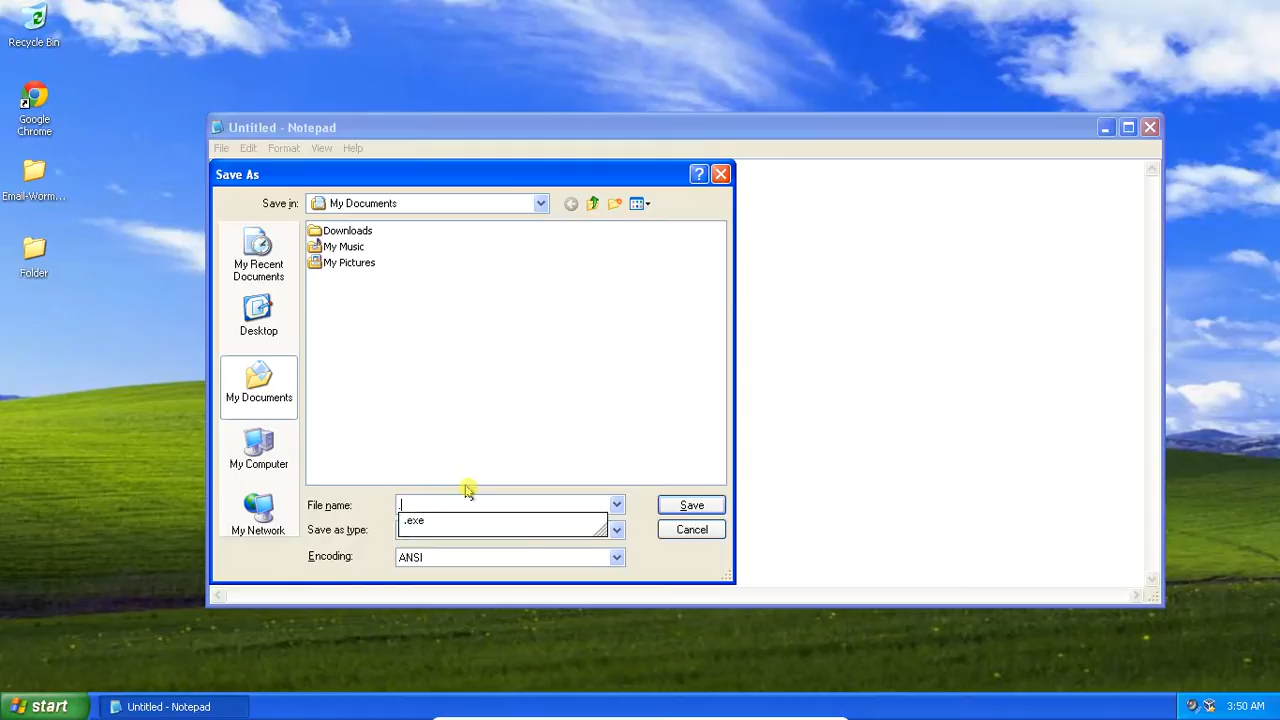 Recycle Bin
Google
Chrome
Email-Worm...
Folder
Untitled - Notepad
File Edit Format View Help
Save As
Save in: My Documents
Downloads
My Music
My Pictures
My Recent
Documents
Desktop
My Documents
My Computer
My Network
File name: .
Save
.exe
Save as type:
Cancel
Encoding: ANSI
start
Untitled - Notepad
3:50 AM